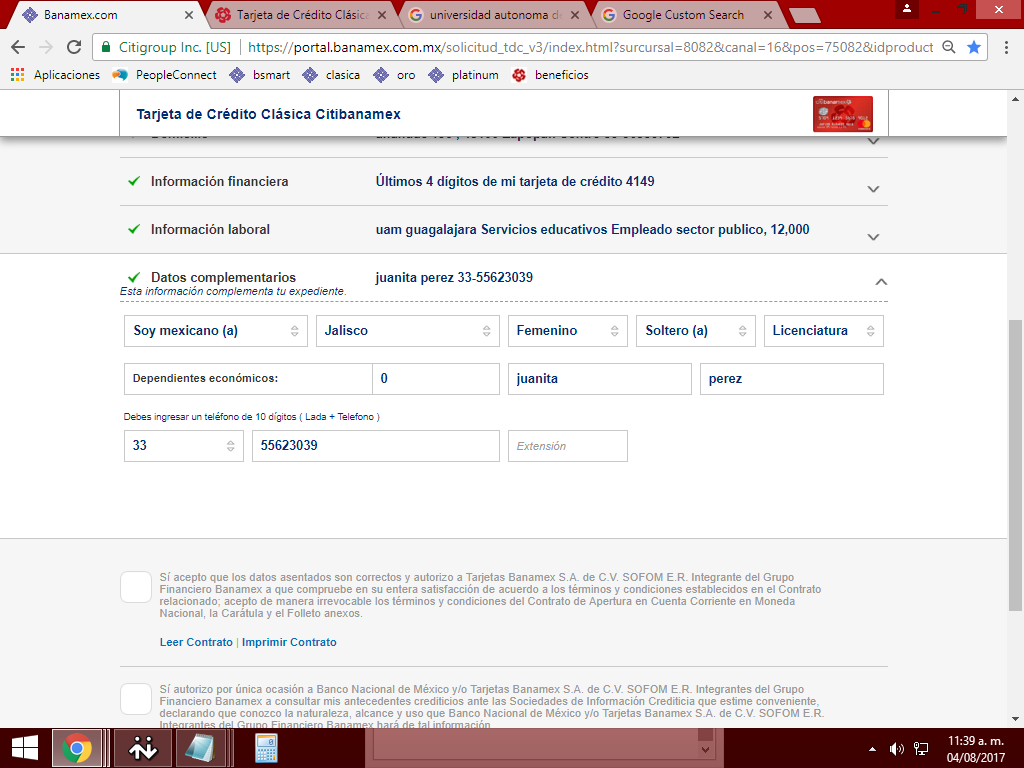 Banamex.com
Tarjeta de Crédito Clásica
universidad autonoma de
Google Custom Search
Citigroup Inc. [US]
https://portal.banamex.com.mx/solicitud_tdc_v3/index.html?surcursal=8082&canal=16&pos=75082&idproduct
Aplicaciones
PeopleConnect
bsmart
clasica
oro
platinum
beneficios
Tarjeta de Crédito Clásica Citibanamex
Información financiera
Últimos 4 dígitos de mi tarjeta de crédito 4149
Información laboral
uam guagalajara Servicios educativos Empleado sector publico, 12,000
Datos complementarios
juanita perez 33-55623039
Esta información complementa tu expediente.
Soy mexicano (a)
Jalisco
Femenino
Soltero (a)
Licenciatura
Dependientes económicos:
0
juanita
perez
Debes ingresar un teléfono de 10 dígitos ( Lada + Telefono )
33
55623039
Extensión
Sí acepto que los datos asentados son correctos y autorizo a Tarjetas Banamex S.A. de C.V. SOFOM E.R. Integrante del Grupo
Financiero Banamex a que compruebe en su entera satisfacción de acuerdo a los términos y condiciones establecidos en el Contrato
relacionado; acepto de manera irrevocable los términos y condiciones del Contrato de Apertura en Cuenta Corriente en Moneda
Nacional, la Carátula y el Folleto anexos.
Leer Contrato | Imprimir Contrato
Sí autorizo por única ocasión a Banco Nacional de México y/o Tarjetas Banamex S.A. de C.V. SOFOM E.R. Integrantes del Grupo
Financiero Banamex a consultar mis antecedentes crediticios ante las Sociedades de Información Crediticia que estime conveniente,
declarando que conozco la naturaleza, alcance y uso que Banco Nacional de México y/o Tarjetas Banamex S.A. de C.V. SOFOM E.R.
Integrantes del Grupo Financiero Banamex hará de tal información
11:39 a. m.
04/08/2017